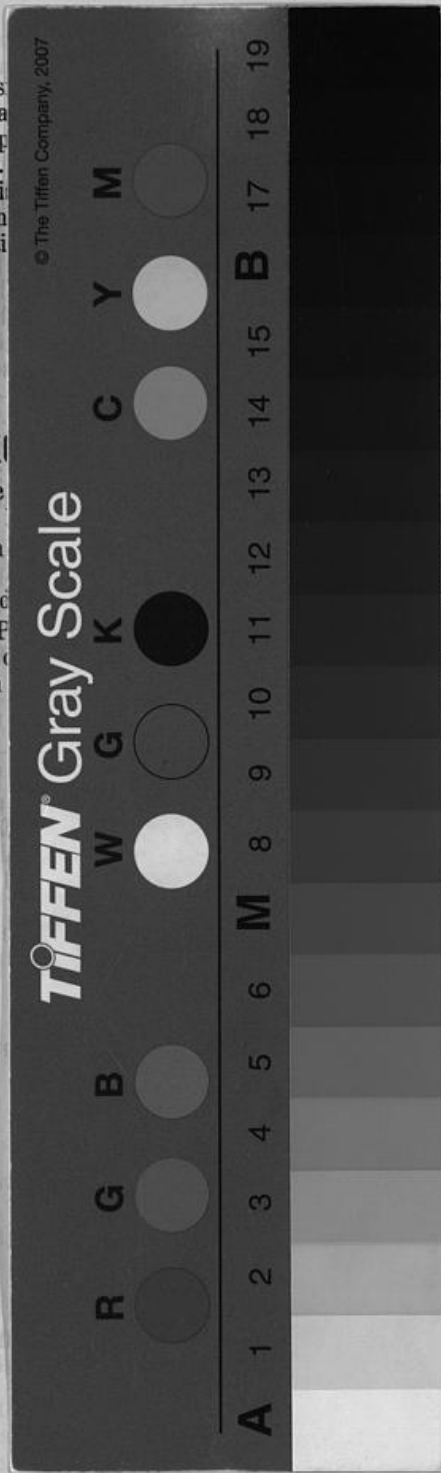 TIFFEN® Gray Scale
© The Tiffen Company, 2007
R G B W G K C Y M
A 1 2 3 4 5 6 M 8 9 10 11 12 13 14 15 B 17 18 19